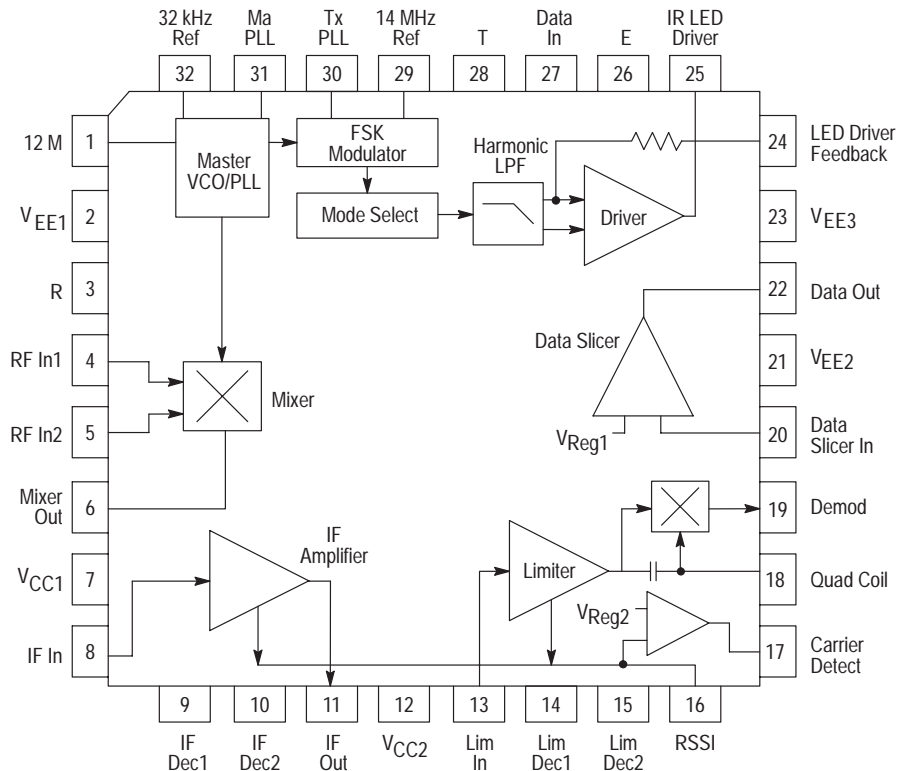 32 kHz Ref
Ma PLL
Tx PLL
14 MHz Ref
T
Data In
E
IR LED Driver
32
31
30
29
28
27
26
25
12 M
1
Master VCO/PLL
FSK Modulator
Harmonic LPF
24
LED Driver Feedback
VEE1
2
Mode Select
Driver
23
VEE3
R
3
22
Data Out
RF In1
4
Mixer
Data Slicer
21
VEE2
RF In2
5
VReg1
20
Data Slicer In
Mixer Out
6
19
Demod
VCC1
7
IF Amplifier
Limiter
18
Quad Coil
IF In
8
VReg2
17
Carrier Detect
9
10
11
12
13
14
15
16
IF Dec1
IF Dec2
IF Out
VCC2
Lim In
Lim Dec1
Lim Dec2
RSSI